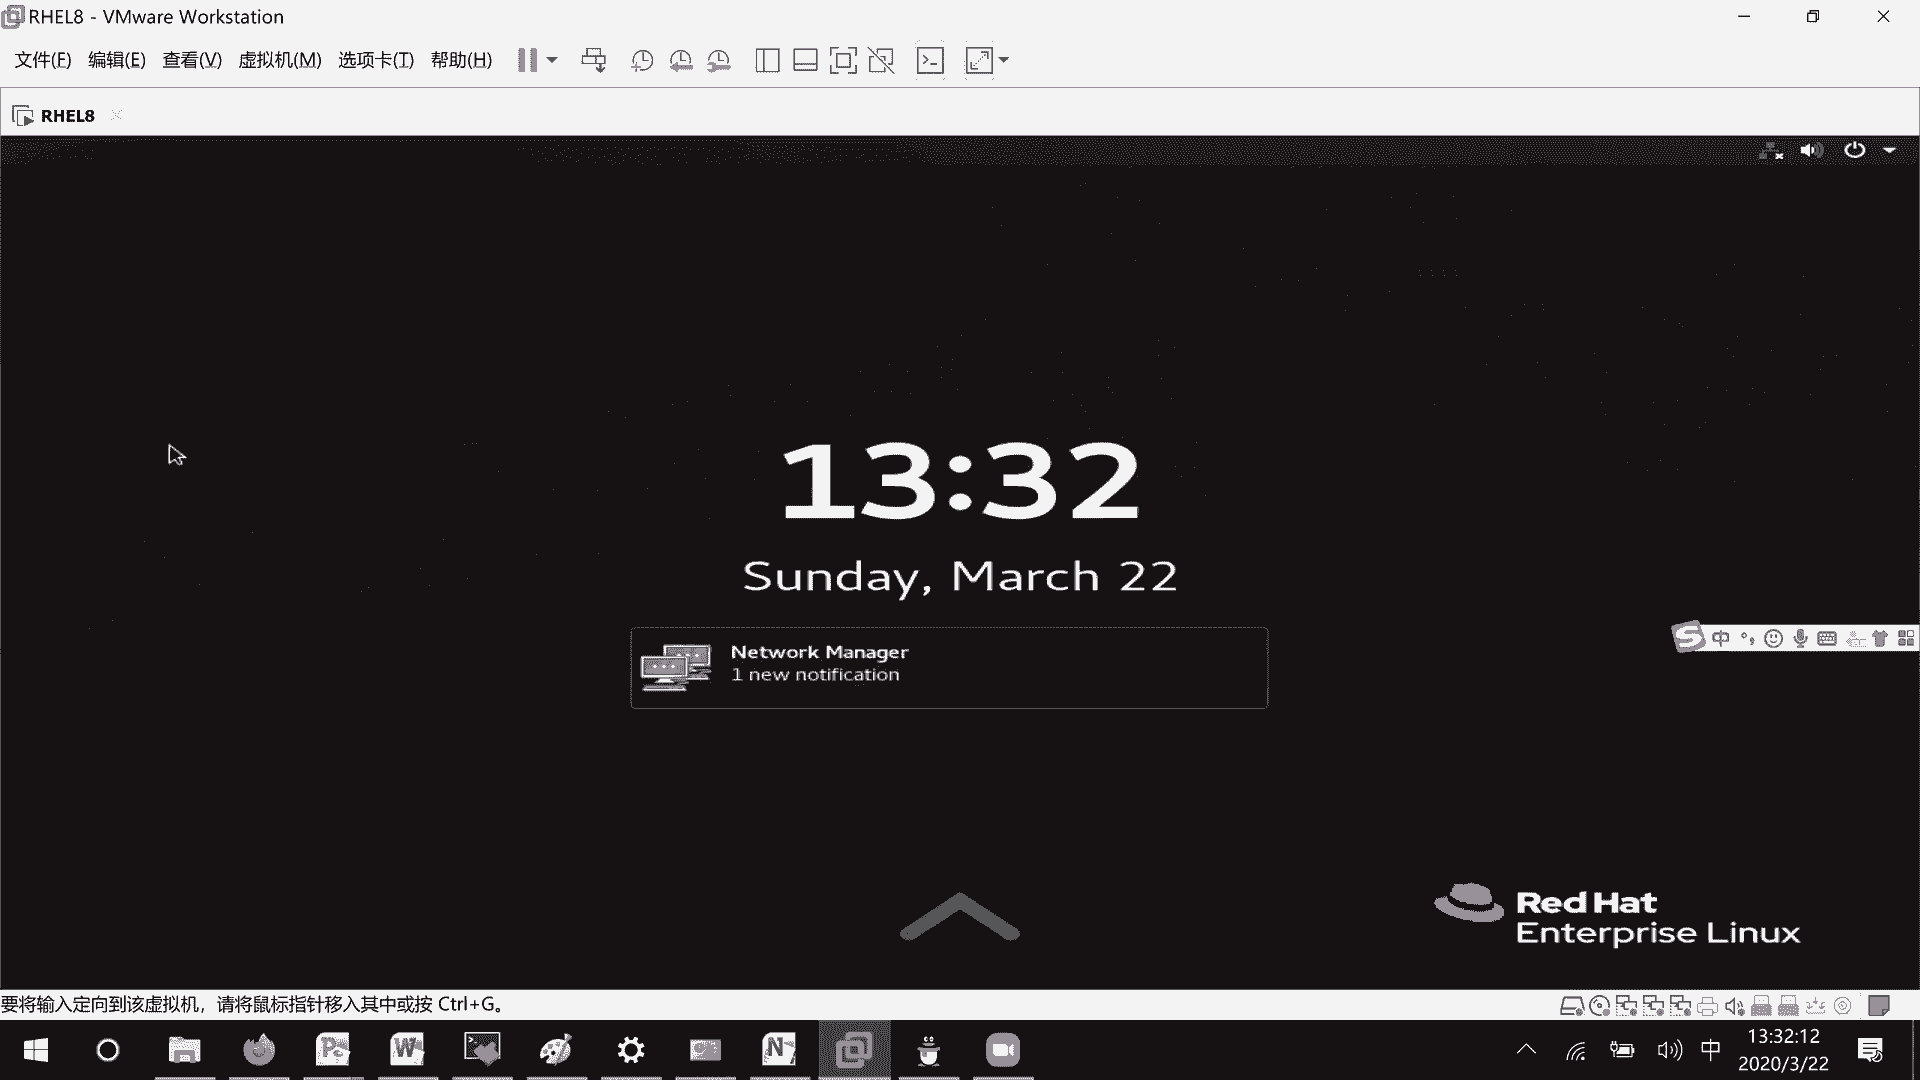 RHEL8 - VMware Workstation
文件(F) 编辑(E) 查看(V) 虚拟机(M) 选项卡(T) 帮助(H)
RHEL8
13:32
Sunday, March 22
Network Manager
1 new notification
中
Red Hat
Enterprise Linux
要将输入定向到该虚拟机，请将鼠标指针移入其中或按 Ctrl+G。
中
13:32:12
2020/3/22